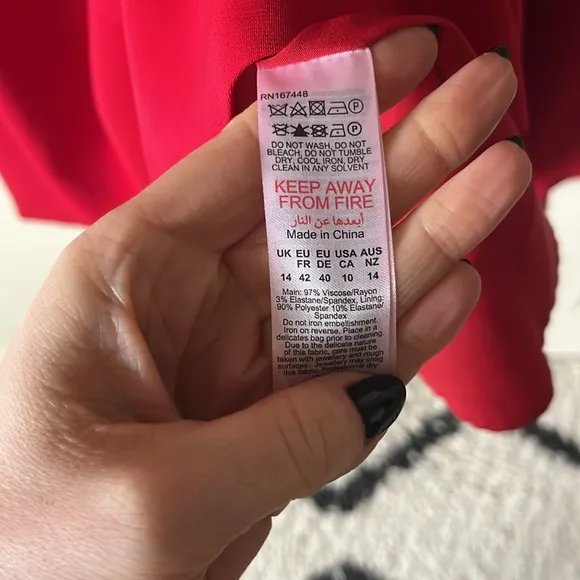 RN167448
P
P
DO NOT WASH, DO NOT
BLEACH, DO NOT TUMBLE
DRY, COOL IRON, DRY
CLEAN IN ANY SOLVENT
KEEP AWAY
FROM FIRE
أبعدها عن النار
Made in China
UK EU EU USA AUS
FR DE CA NZ
14 42 40 10 14
Main: 97% Viscose/Rayon
3% Elastane/Spandex, Lining:
90% Polyester 10% Elastane/
Spandex
Do not iron embellishment
iron on reverse. Place in a
delicates bag prior to cleaning.
Due to the delicate nature
of this fabric, care must be
taken with jewellery and rough
surfaces. Jewellery may snag
this fabric. Professional dry